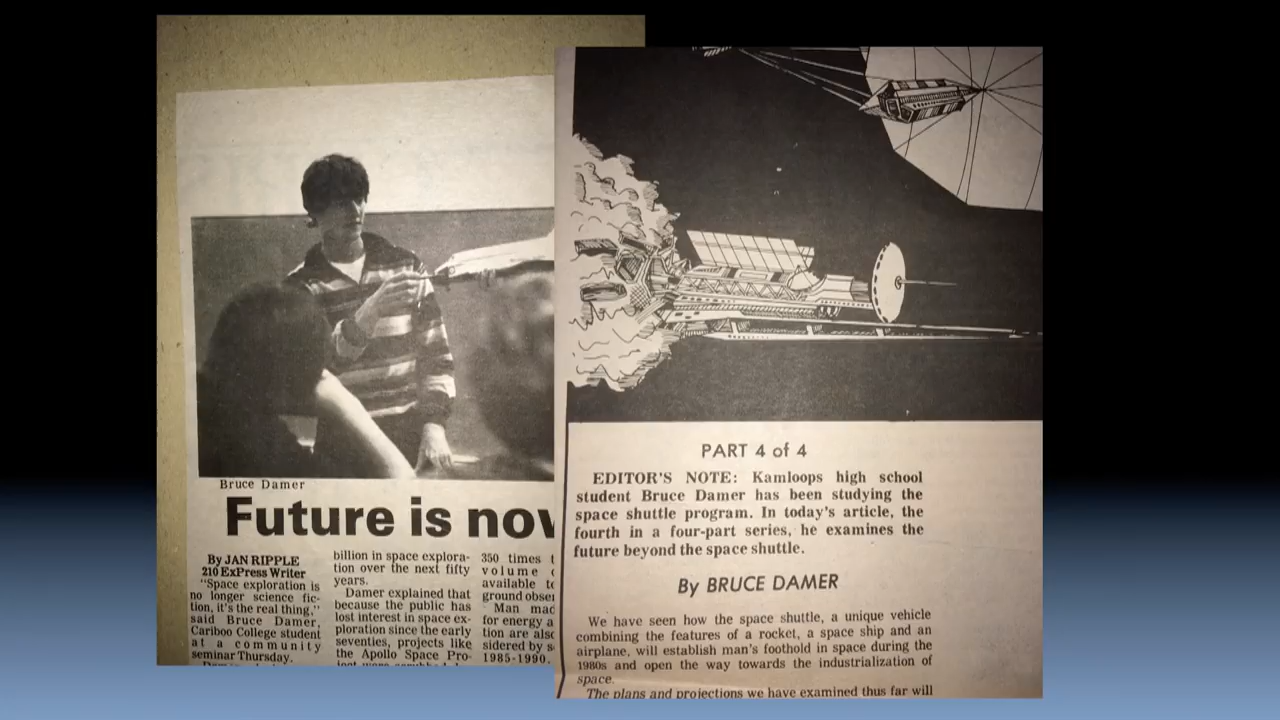 Bruce Damer
Future is nov
By JAN RIPPLE
210 ExPress Writer
"Space exploration is
no longer science fic-
tion, it's the real thing,"
said Bruce Damer,
Cariboo College student
at a community
seminar Thursday.
billion in space explora-
tion over the next fifty
years.
Damer explained that
because the public has
lost interest in space ex-
ploration since the early
seventies, projects like
the Apollo Space Pro-
350 times
volume
available
ground
Man
for energy
tion are
sidered by
1985-1990.
PART 4 of 4
EDITOR'S NOTE: Kamloops high school
student Bruce Damer has been studying the
space shuttle program. In today's article, the
fourth in a four-part series, he examines the
future beyond the space shuttle.
By BRUCE DAMER
We have seen how the space shuttle, a unique vehicle
combining the features of a rocket, a space ship and an
airplane, will establish man's foothold in space during the
1980s and open the way towards the industrialization of
space.
The plans and projections we have examined thus far will